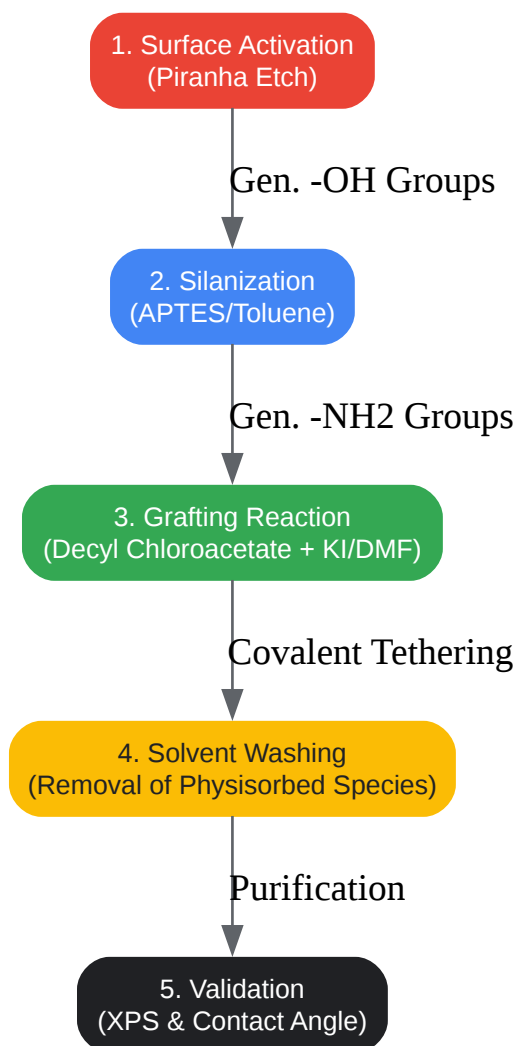 1. Surface Activation
(Piranha Etch)
Gen. -OH Groups
2. Silanization
(APTES/Toluene)
Gen. -NH2 Groups
3. Grafting Reaction
(Decyl Chloroacetate + KI/DMF)
Covalent Tethering
4. Solvent Washing
(Removal of Physisorbed Species)
Purification
5. Validation
(XPS & Contact Angle)